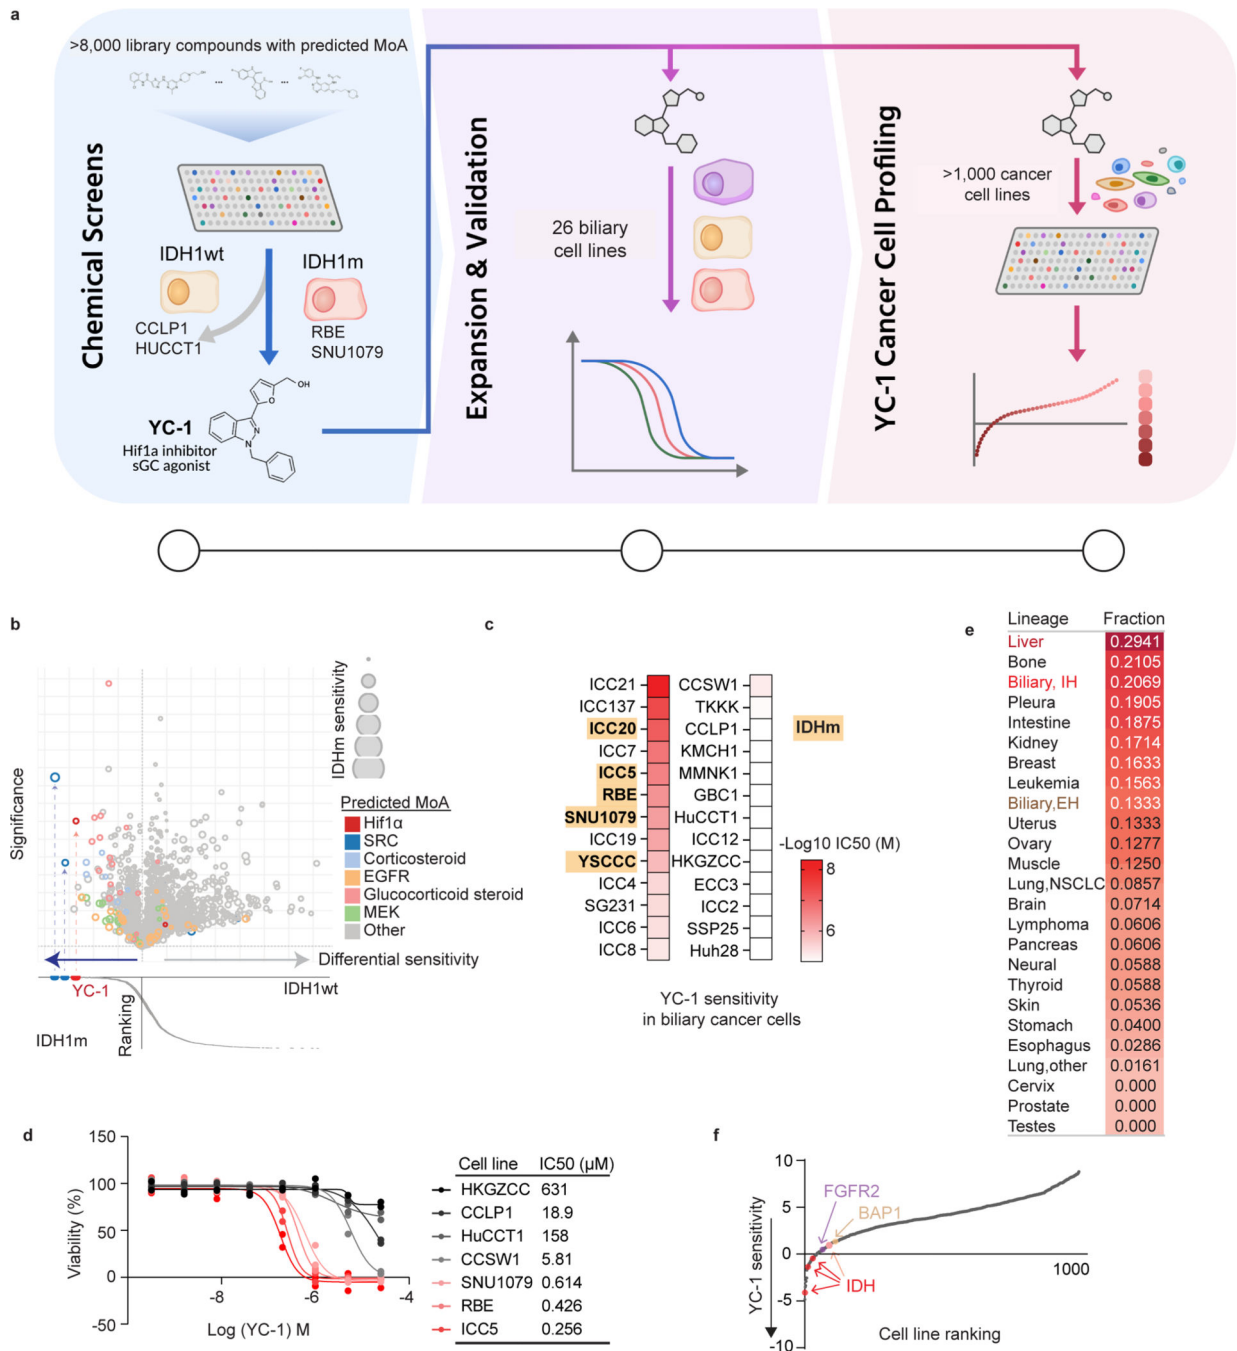 a
>8,000 library compounds with predicted MoA
...
...
Chemical Screens
IDH1wt
IDH1m
CCLP1
HUCCT1
RBE
SNU1079
OH
O
N
N
YC-1
Hif1a inhibitor
sGC agonist
Expansion & Validation
26 biliary
cell lines
YC-1 Cancer Cell Profiling
>1,000 cancer
cell lines
b
Significance
IDHm sensitivity
Predicted MoA
Hif1α
SRC
Corticosteroid
EGFR
Glucocorticoid steroid
MEK
Other
Differential sensitivity
YC-1
IDH1wt
IDH1m
Ranking
c
ICC21
ICC137
ICC20
ICC7
ICC5
RBE
SNU1079
ICC19
YSCCC
ICC4
SG231
ICC6
ICC8
CCSW1
TKKK
CCLP1
KMCH1
MMNK1
GBC1
HuCCT1
ICC12
HKGZCC
ECC3
ICC2
SSP25
Huh28
IDHm
-Log10 IC50 (M)
8
6
YC-1 sensitivity
in biliary cancer cells
e
Lineage Fraction
Liver 0.2941
Bone 0.2105
Biliary, IH 0.2069
Pleura 0.1905
Intestine 0.1875
Kidney 0.1714
Breast 0.1633
Leukemia 0.1563
Biliary,EH 0.1333
Uterus 0.1333
Ovary 0.1277
Muscle 0.1250
Lung,NSCLC 0.0857
Brain 0.0714
Lymphoma 0.0606
Pancreas 0.0606
Neural 0.0588
Thyroid 0.0588
Skin 0.0536
Stomach 0.0400
Esophagus 0.0286
Lung,other 0.0161
Cervix 0.000
Prostate 0.000
Testes 0.000
d
Viability (%)
150
100
50
0
-50
-8
-6
-4
Log (YC-1) M
Cell line IC50 (µM)
HKGZCC 631
CCLP1 18.9
HuCCT1 158
CCSW1 5.81
SNU1079 0.614
RBE 0.426
ICC5 0.256
f
YC-1 sensitivity
10
5
0
-5
-10
FGFR2
BAP1
IDH
1000
Cell line ranking